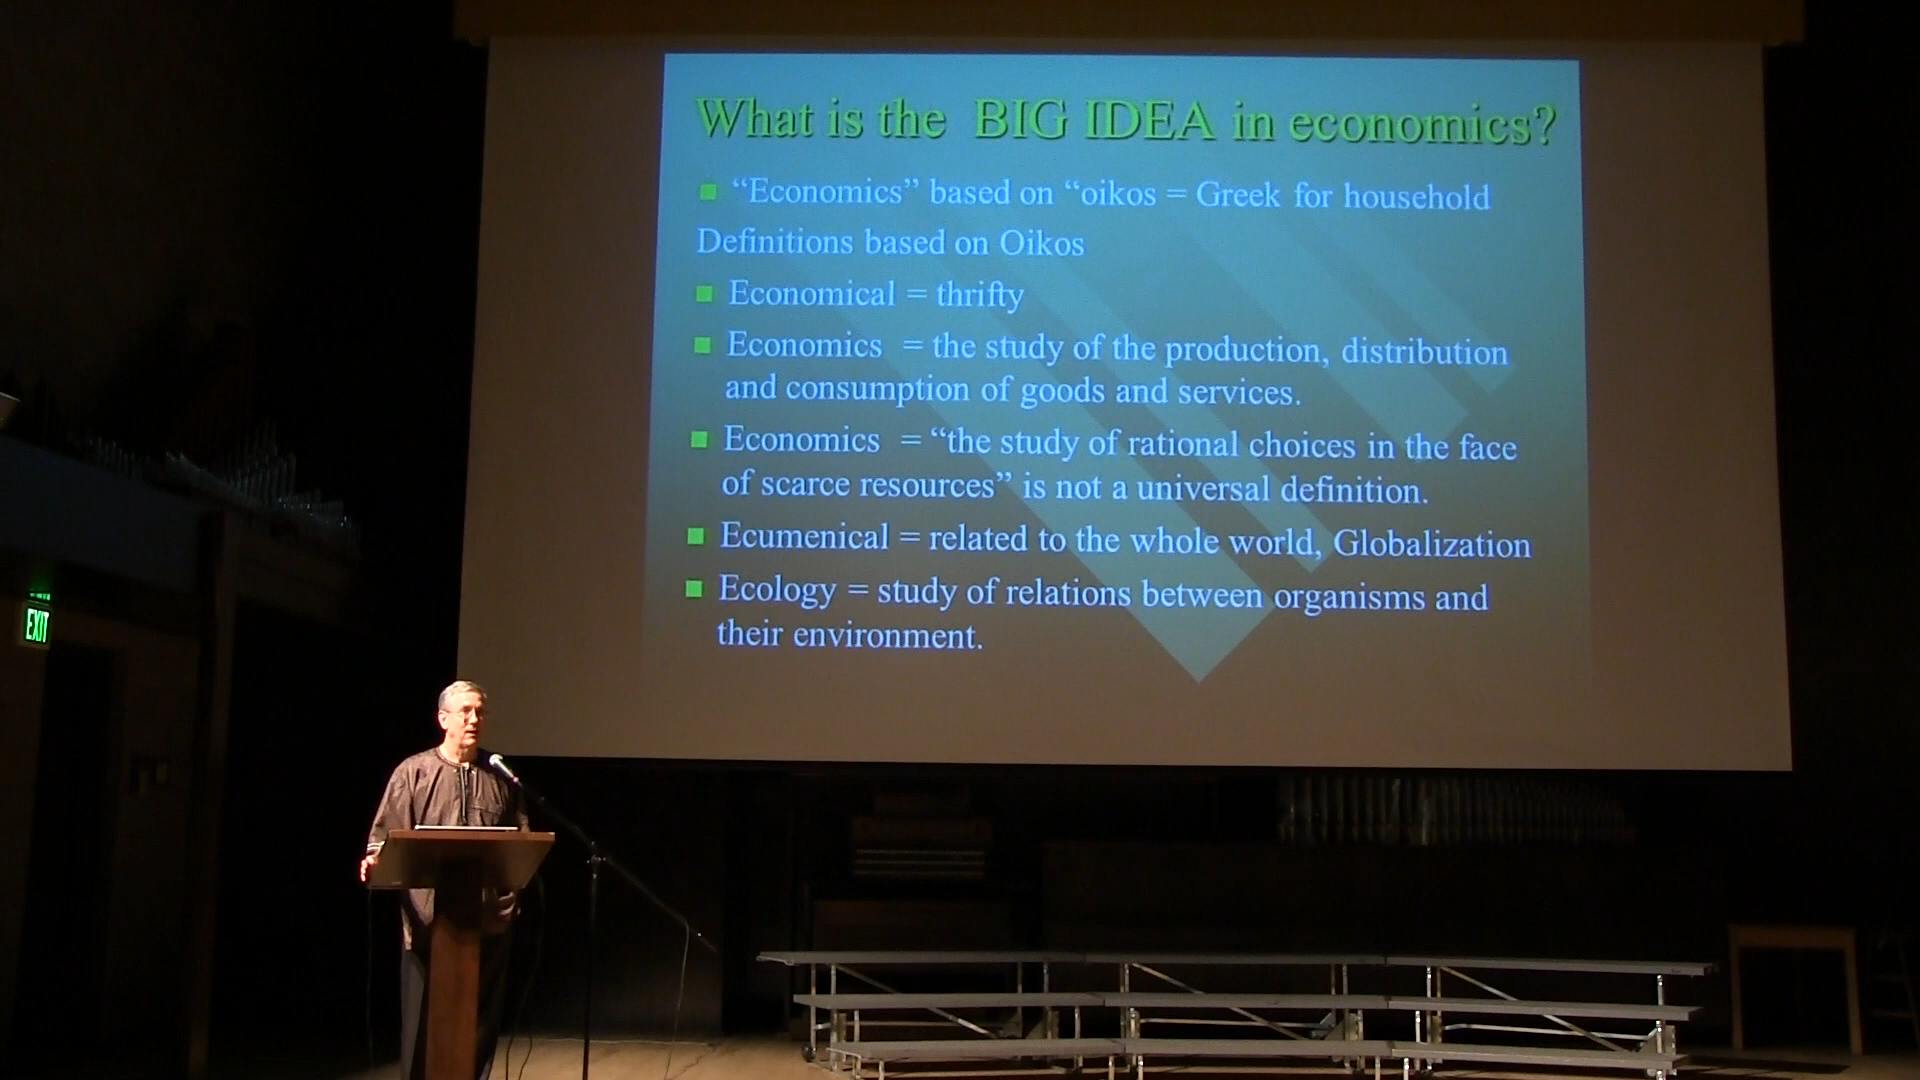 What is the BIG IDEA in economics?
“Economics” based on “oikos = Greek for household
Definitions based on Oikos
Economical = thrifty
Economics = the study of the production, distribution
and consumption of goods and services.
Economics = “the study of rational choices in the face
of scarce resources” is not a universal definition.
Ecumenical = related to the whole world, Globalization
Ecology = study of relations between organisms and
their environment.
EXIT